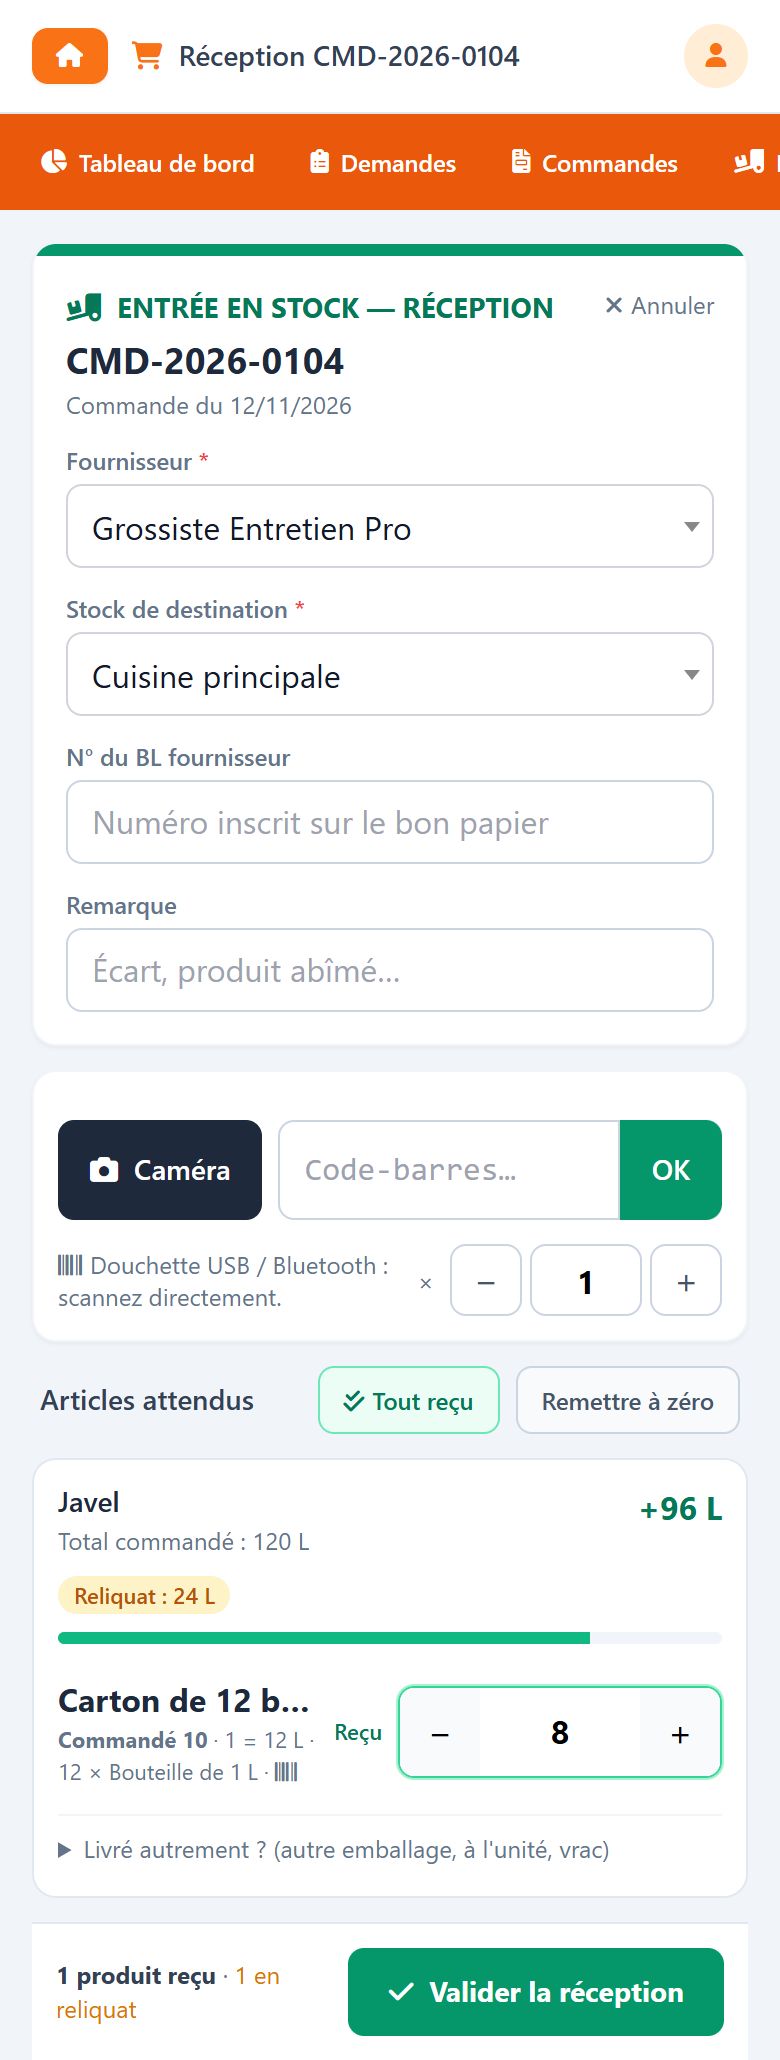 Réception CMD-2026-0104
Tableau de bord Demandes Commandes
ENTRÉE EN STOCK — RÉCEPTION
× Annuler
CMD-2026-0104
Commande du 12/11/2026
Fournisseur *
Grossiste Entretien Pro
Stock de destination *
Cuisine principale
N° du BL fournisseur
Numéro inscrit sur le bon papier
Remarque
Écart, produit abîmé...
Caméra
Code-barres...
OK
Douchette USB / Bluetooth :
scannez directement.
× − 1 +
Articles attendus
Tout reçu
Remettre à zéro
Javel
+96 L
Total commandé : 120 L
Reliquat : 24 L
Carton de 12 b...
Commandé 10 · 1 = 12 L ·
12 × Bouteille de 1 L ·
Reçu
− 8 +
Livré autrement ? (autre emballage, à l'unité, vrac)
1 produit reçu · 1 en
reliquat
Valider la réception